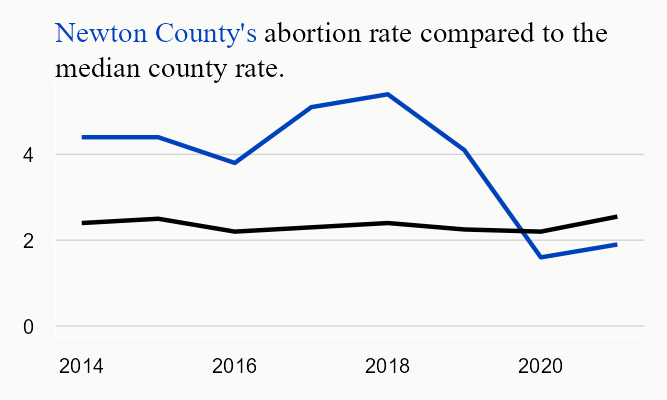 Newton County's abortion rate compared to the
median county rate.
4
2
0
2014 2016 2018 2020